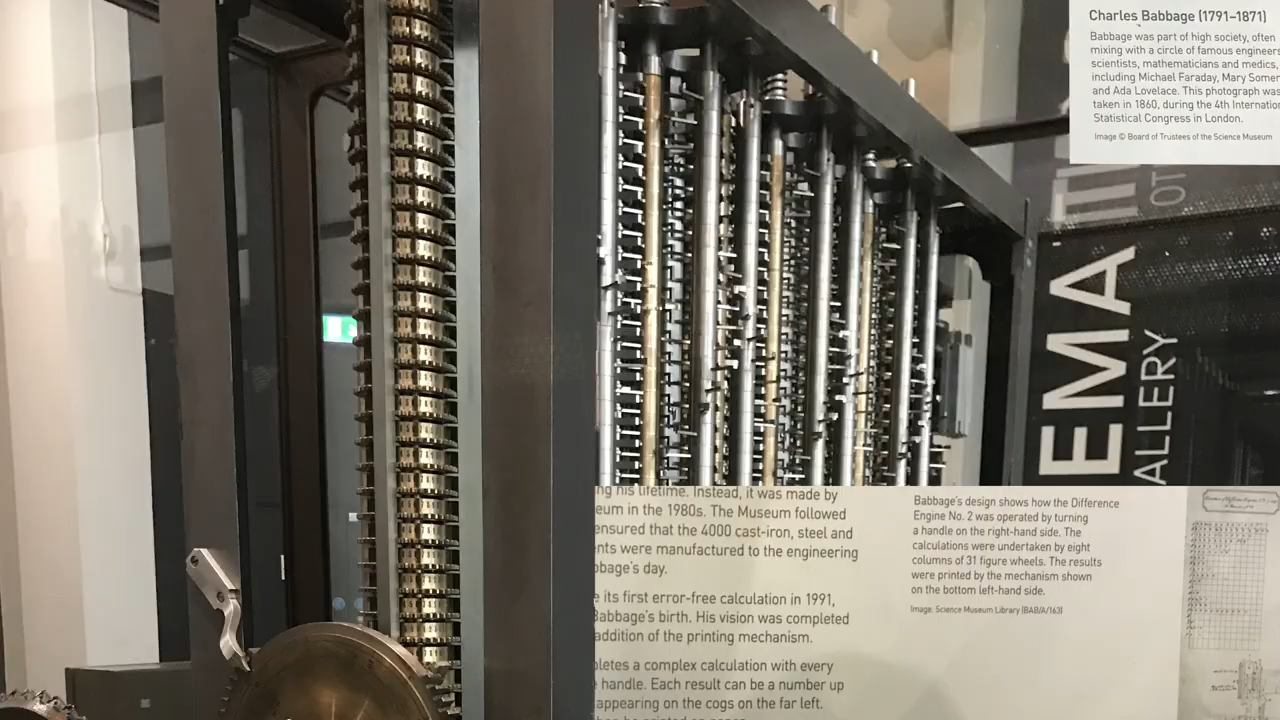 Charles Babbage (1791–1871)
Babbage was part of high society, often
mixing with a circle of famous engineers
scientists, mathematicians and medics,
including Michael Faraday, Mary Somer
and Ada Lovelace. This photograph was
taken in 1860, during the 4th Internatio
Statistical Congress in London.
Image © Board of Trustees of the Science Museum
EMA
ALLERY
OT
ng his lifetime. Instead, it was made by
eum in the 1980s. The Museum followed
ensured that the 4000 cast-iron, steel and
nts were manufactured to the engineering
bbage's day.
e its first error-free calculation in 1991,
Babbage's birth. His vision was completed
addition of the printing mechanism.
pletes a complex calculation with every
e handle. Each result can be a number up
appearing on the cogs on the far left.
Babbage's design shows how the Difference
Engine No. 2 was operated by turning
a handle on the right-hand side. The
calculations were undertaken by eight
columns of 31 figure wheels. The results
were printed by the mechanism shown
on the bottom left-hand side.
Image: Science Museum Library (BAB/A/163)